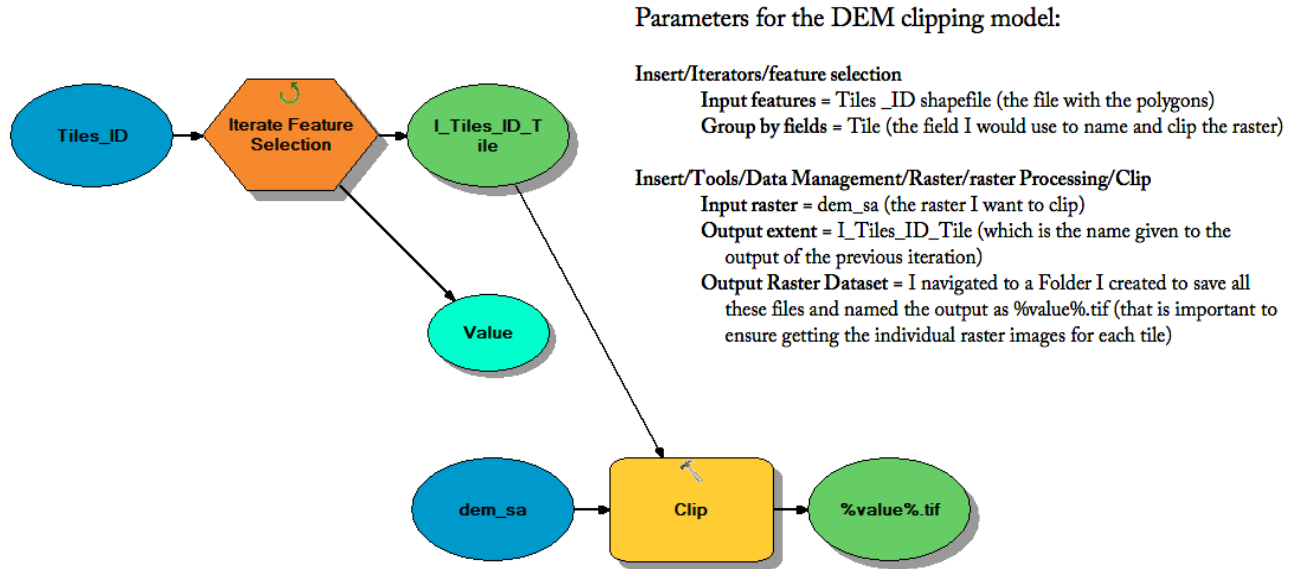 Parameters for the DEM clipping model:
Insert/Iterators/feature selection
Input features = Tiles _ID shapefile (the file with the polygons)
Group by fields = Tile (the field I would use to name and clip the raster)
Insert/Tools/Data Management/Raster/raster Processing/Clip
Input raster = dem_sa (the raster I want to clip)
Output extent = I_Tiles_ID_Tile (which is the name given to the
output of the previous iteration)
Output Raster Dataset = I navigated to a Folder I created to save all
these files and named the output as %value%.tif (that is important to
ensure getting the individual raster images for each tile)
Tiles_ID
Iterate Feature
Selection
I_Tiles_ID_T
ile
Value
dem_sa
Clip
%value%.tif